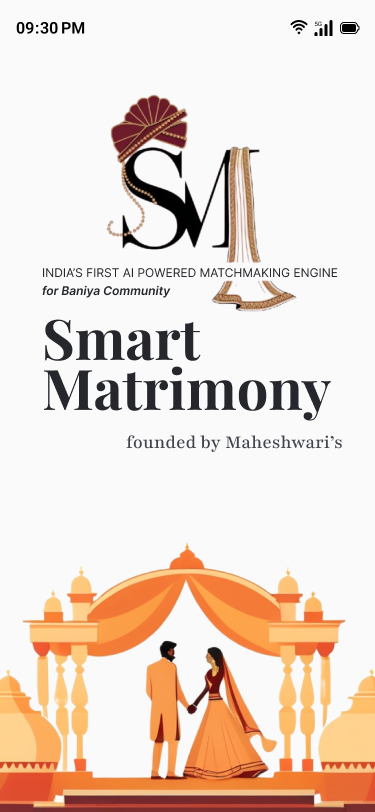 09:30 PM
5G
SM
INDIA'S FIRST AI POWERED MATCHMAKING ENGINE
for Baniya Community
Smart
Matrimony
founded by Maheshwari's